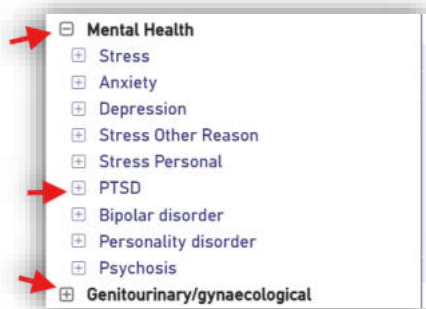 Mental Health
Stress
Anxiety
Depression
Stress Other Reason
Stress Personal
PTSD
Bipolar disorder
Personality disorder
Psychosis
Genitourinary/gynaecological